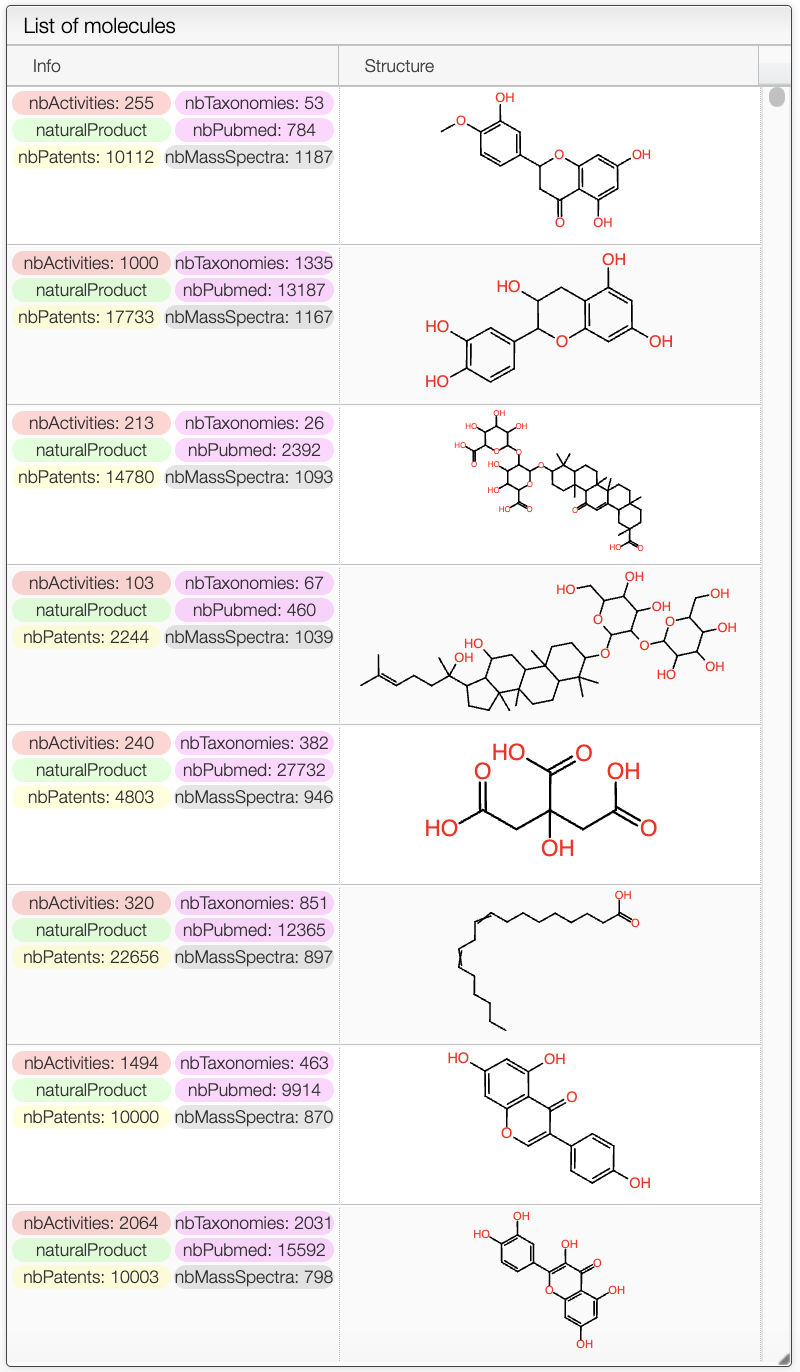 List of molecules
Info Structure
nbActivities: 255 nbTaxonomies: 53
naturalProduct nbPubmed: 784
nbPatents: 10112 nbMassSpectra: 1187
OH
O
O OH
O OH
nbActivities: 1000 nbTaxonomies: 1335
naturalProduct nbPubmed: 13187
nbPatents: 17733 nbMassSpectra: 1167
OH
HO
HO
O OH
HO
nbActivities: 213 nbTaxonomies: 26
naturalProduct nbPubmed: 2392
nbPatents: 14780 nbMassSpectra: 1093
OH
HO OH
HO O
O O
HO O
HO O
HO O O
HO O
nbActivities: 103 nbTaxonomies: 67
naturalProduct nbPubmed: 460
nbPatents: 2244 nbMassSpectra: 1039
OH
HO OH
OH
O O OH
HO O
OH O OH
HO
nbActivities: 240 nbTaxonomies: 382
naturalProduct nbPubmed: 27732
nbPatents: 4803 nbMassSpectra: 946
HO O
O OH
HO O
OH
nbActivities: 320 nbTaxonomies: 851
naturalProduct nbPubmed: 12365
nbPatents: 22656 nbMassSpectra: 897
OH
O
nbActivities: 1494 nbTaxonomies: 463
naturalProduct nbPubmed: 9914
nbPatents: 10000 nbMassSpectra: 870
HO OH
O
O
OH
nbActivities: 2064 nbTaxonomies: 2031
naturalProduct nbPubmed: 15592
nbPatents: 10003 nbMassSpectra: 798
OH
HO OH
O
O OH
OH